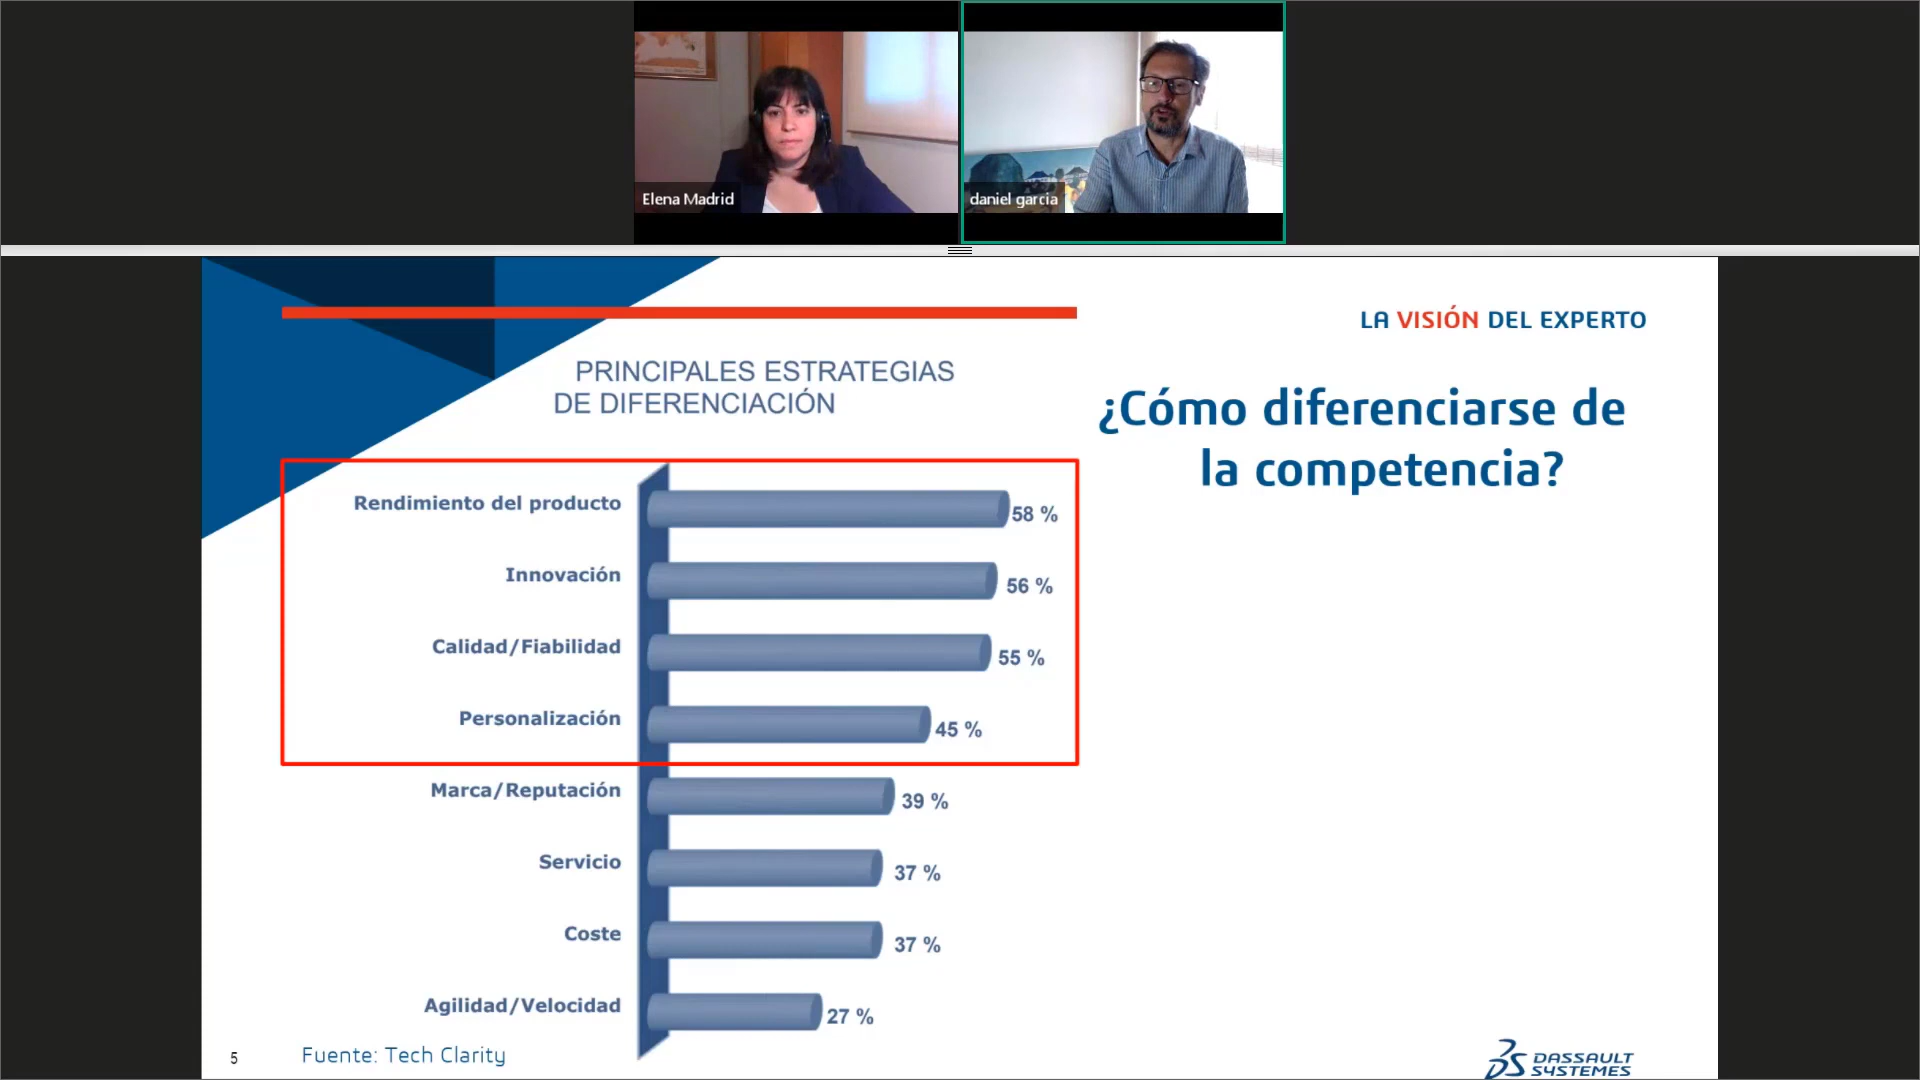 Elena Madrid
daniel garcia
LA VISIÓN DEL EXPERTO
PRINCIPALES ESTRATEGIAS
DE DIFERENCIACIÓN
¿Cómo diferenciarse de
la competencia?
Rendimiento del producto 58 %
Innovación 56 %
Calidad/Fiabilidad 55 %
Personalización 45 %
Marca/Reputación 39 %
Servicio 37 %
Coste 37 %
Agilidad/Velocidad 27 %
5 Fuente: Tech Clarity
DASSAULT
SYSTEMES